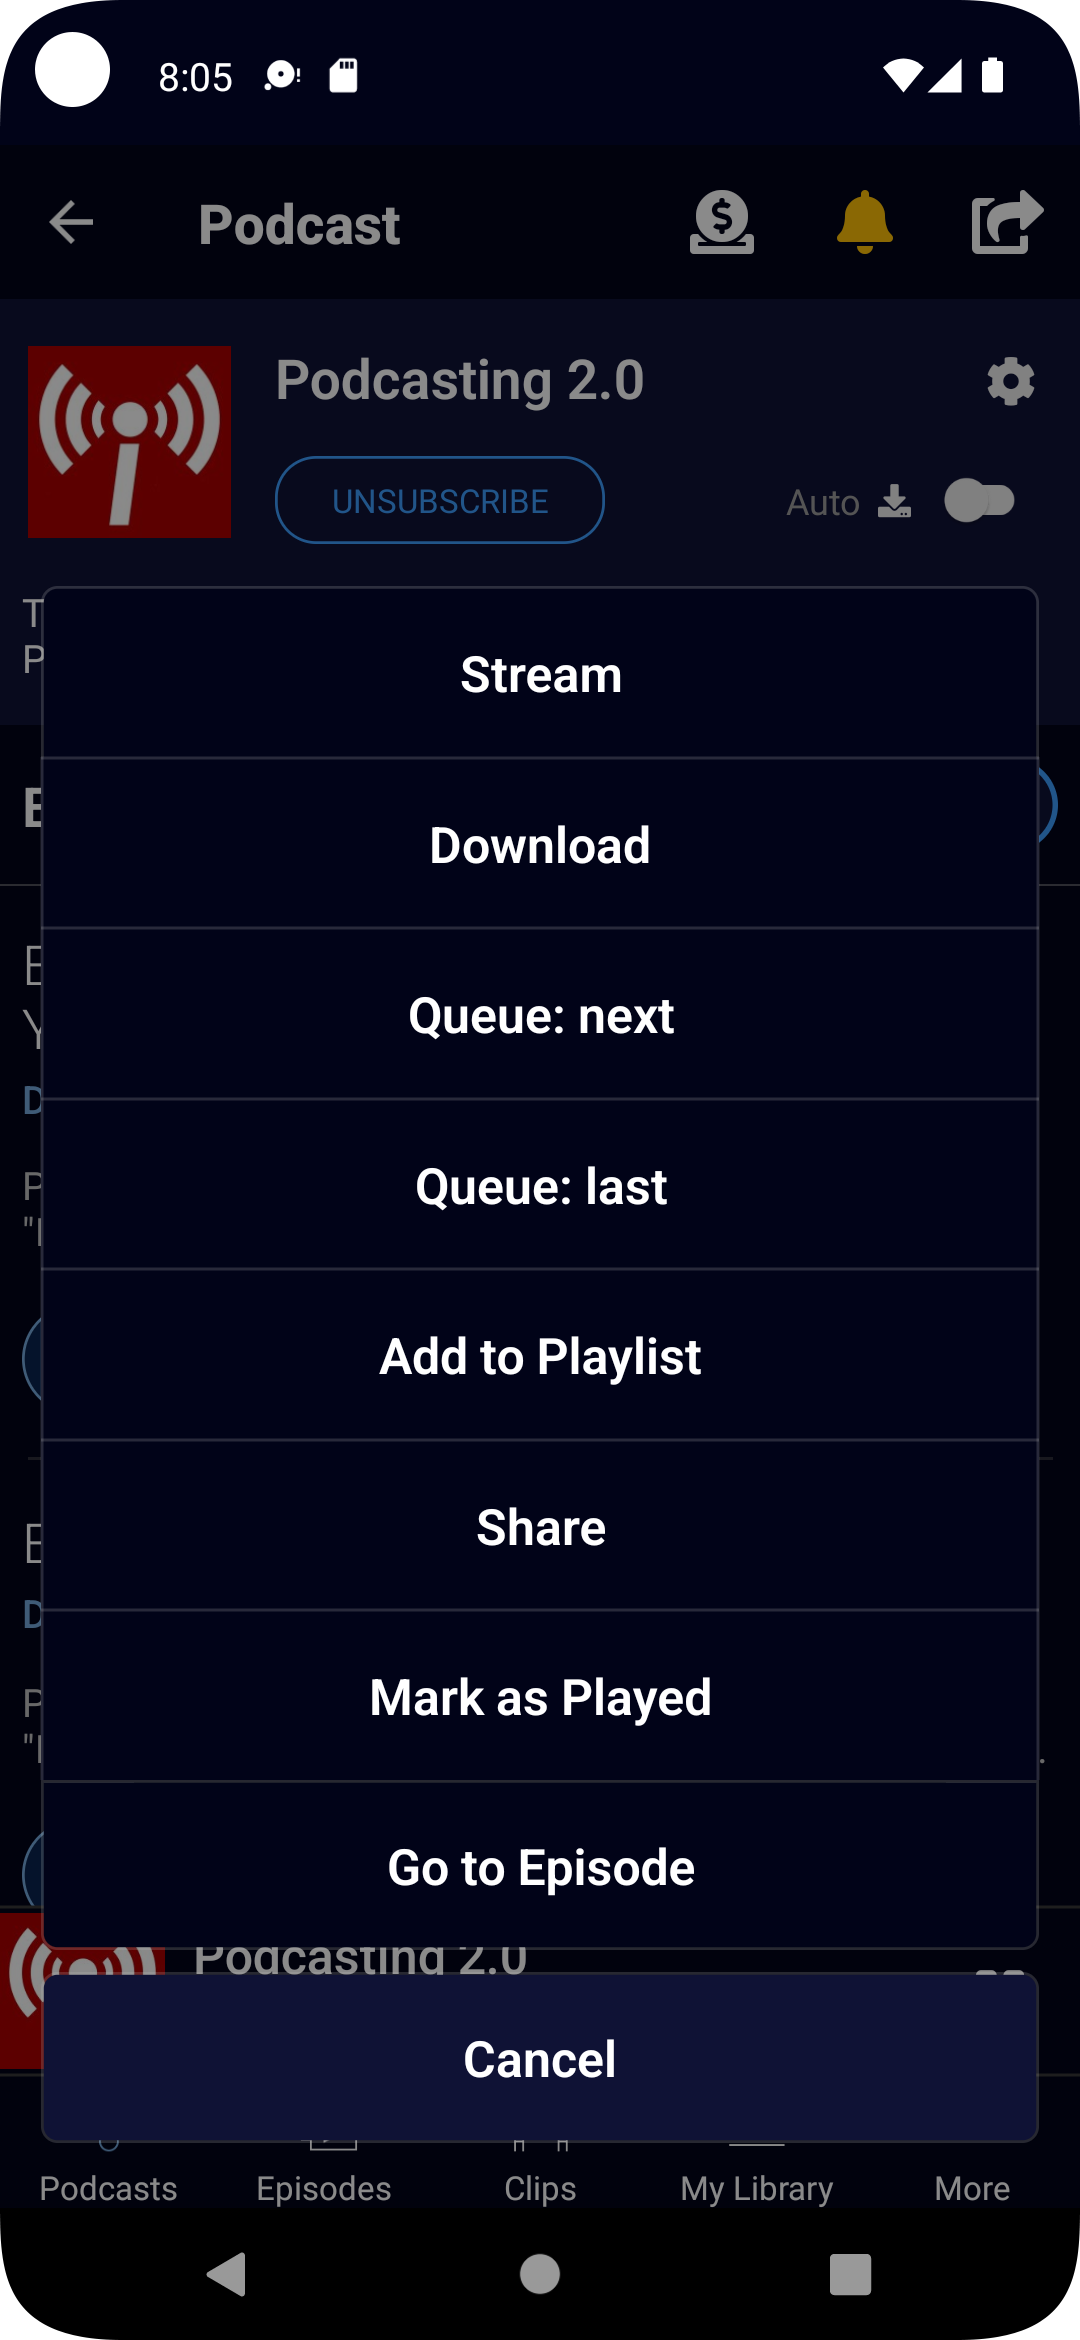 8:05
Podcast
Podcasting 2.0
UNSUBSCRIBE
Auto
Stream
Download
Queue: next
Queue: last
Add to Playlist
Share
Mark as Played
Go to Episode
Podcasting 2.0
Cancel
Podcasts
Episodes
Clips
My Library
More